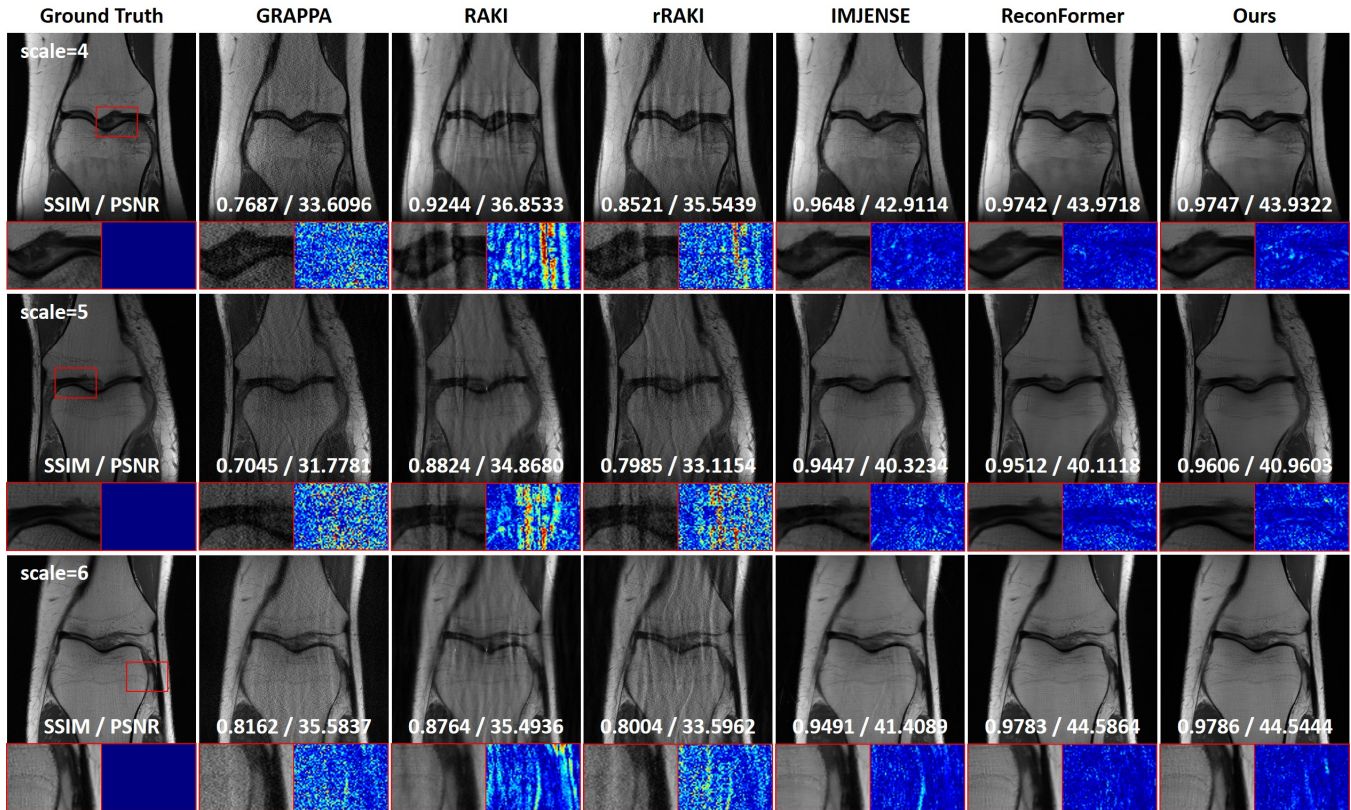 Ground Truth GRAPPA RAKI rRAKI IMJENSE ReconFormer Ours
scale=4
SSIM / PSNR 0.7687 / 33.6096 0.9244 / 36.8533 0.8521 / 35.5439 0.9648 / 42.9114 0.9742 / 43.9718 0.9747 / 43.9322
scale=5
SSIM / PSNR 0.7045 / 31.7781 0.8824 / 34.8680 0.7985 / 33.1154 0.9447 / 40.3234 0.9512 / 40.1118 0.9606 / 40.9603
scale=6
SSIM / PSNR 0.8162 / 35.5837 0.8764 / 35.4936 0.8004 / 33.5962 0.9491 / 41.4089 0.9783 / 44.5864 0.9786 / 44.5444